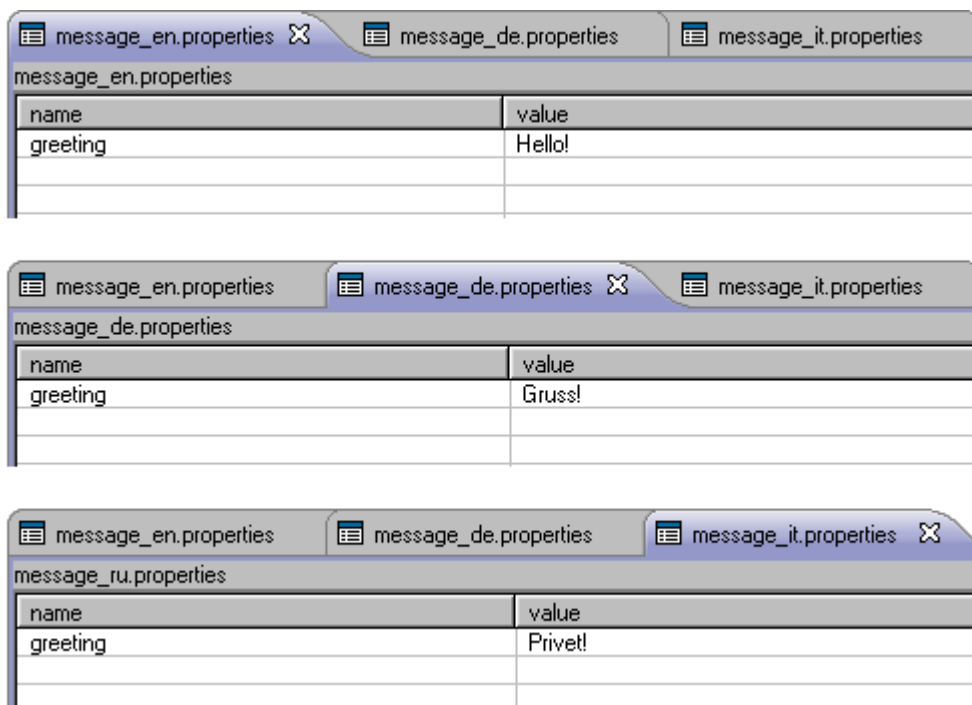 message_en.properties message_de.properties message_it.properties
message_en.properties
name value
greeting Hello!
message_en.properties message_de.properties message_it.properties
message_de.properties
name value
greeting Gruss!
message_en.properties message_de.properties message_it.properties
message_ru.properties
name value
greeting Privet!